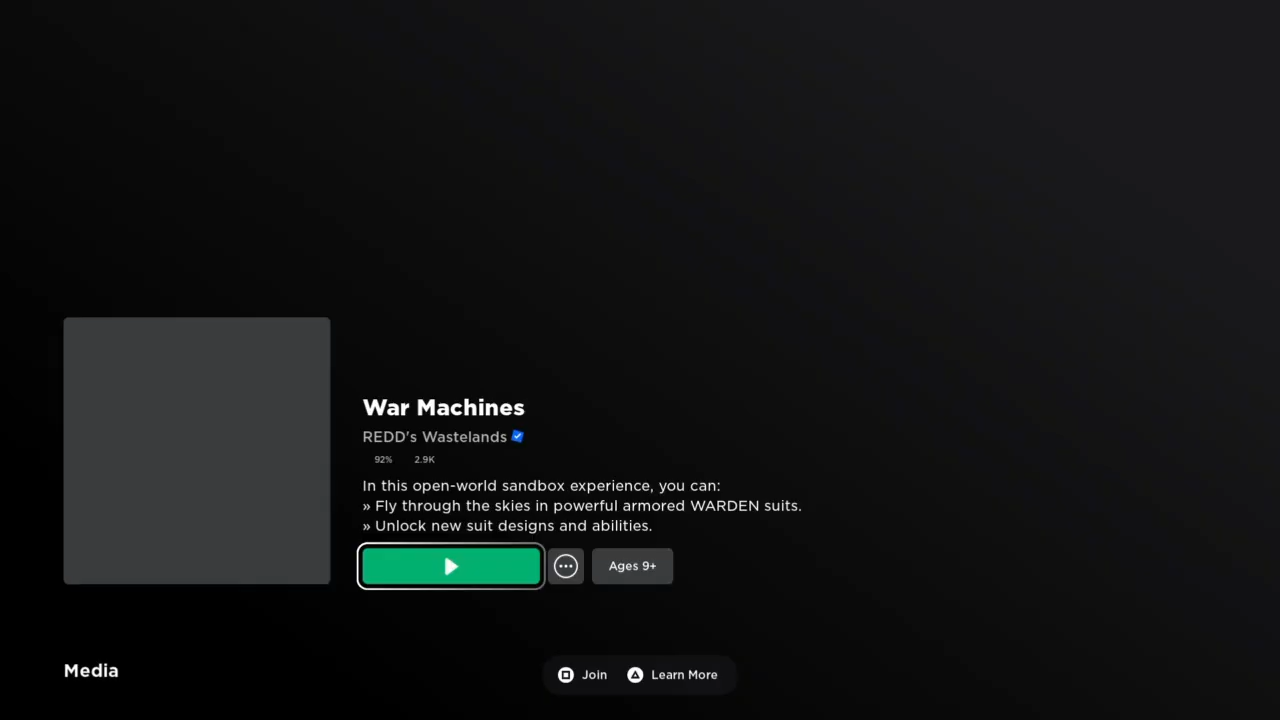 War Machines
REDD's Wastelands
92% 2.9K
In this open-world sandbox experience, you can:
» Fly through the skies in powerful armored WARDEN suits.
» Unlock new suit designs and abilities.
Ages 9+
Media
Join Learn More